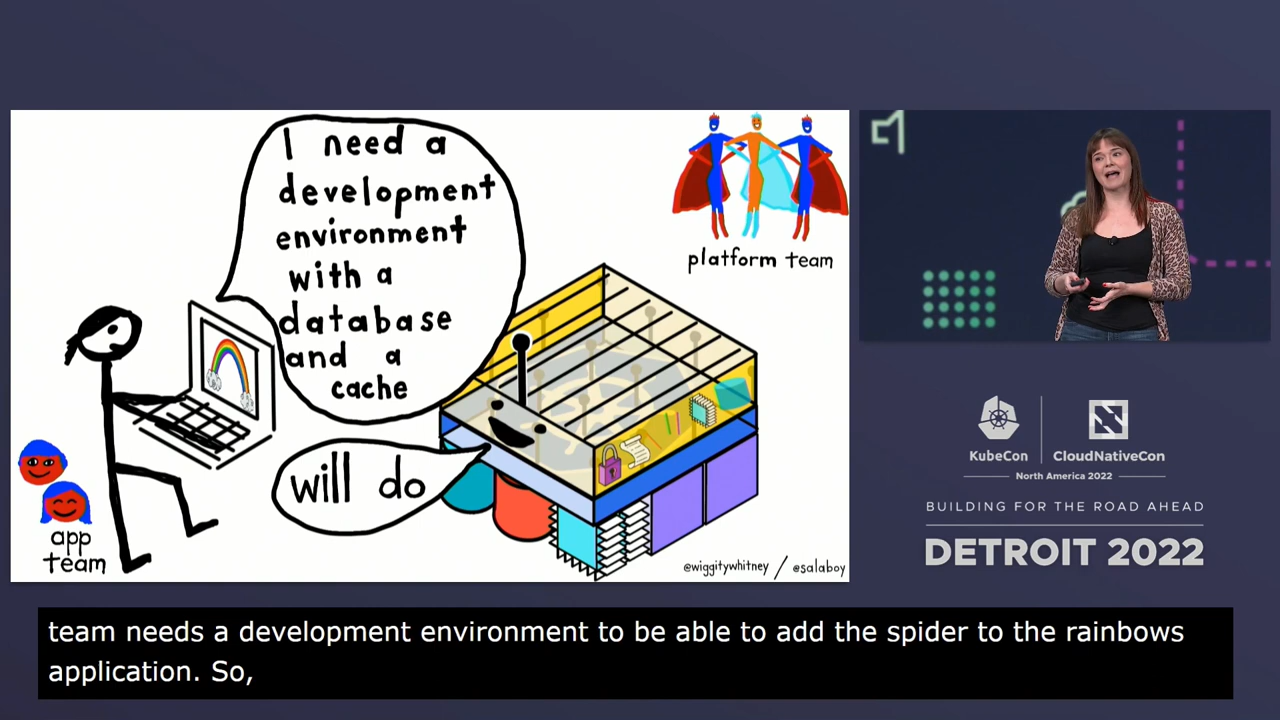 I need a
development
environment
with a
database
and a
cache
will do
platform team
app
team
@wiggitywhitney / @salaboy
KubeCon
CloudNativeCon
North America 2022
BUILDING FOR THE ROAD AHEAD
DETROIT 2022
team needs a development environment to be able to add the spider to the rainbows
application. So,